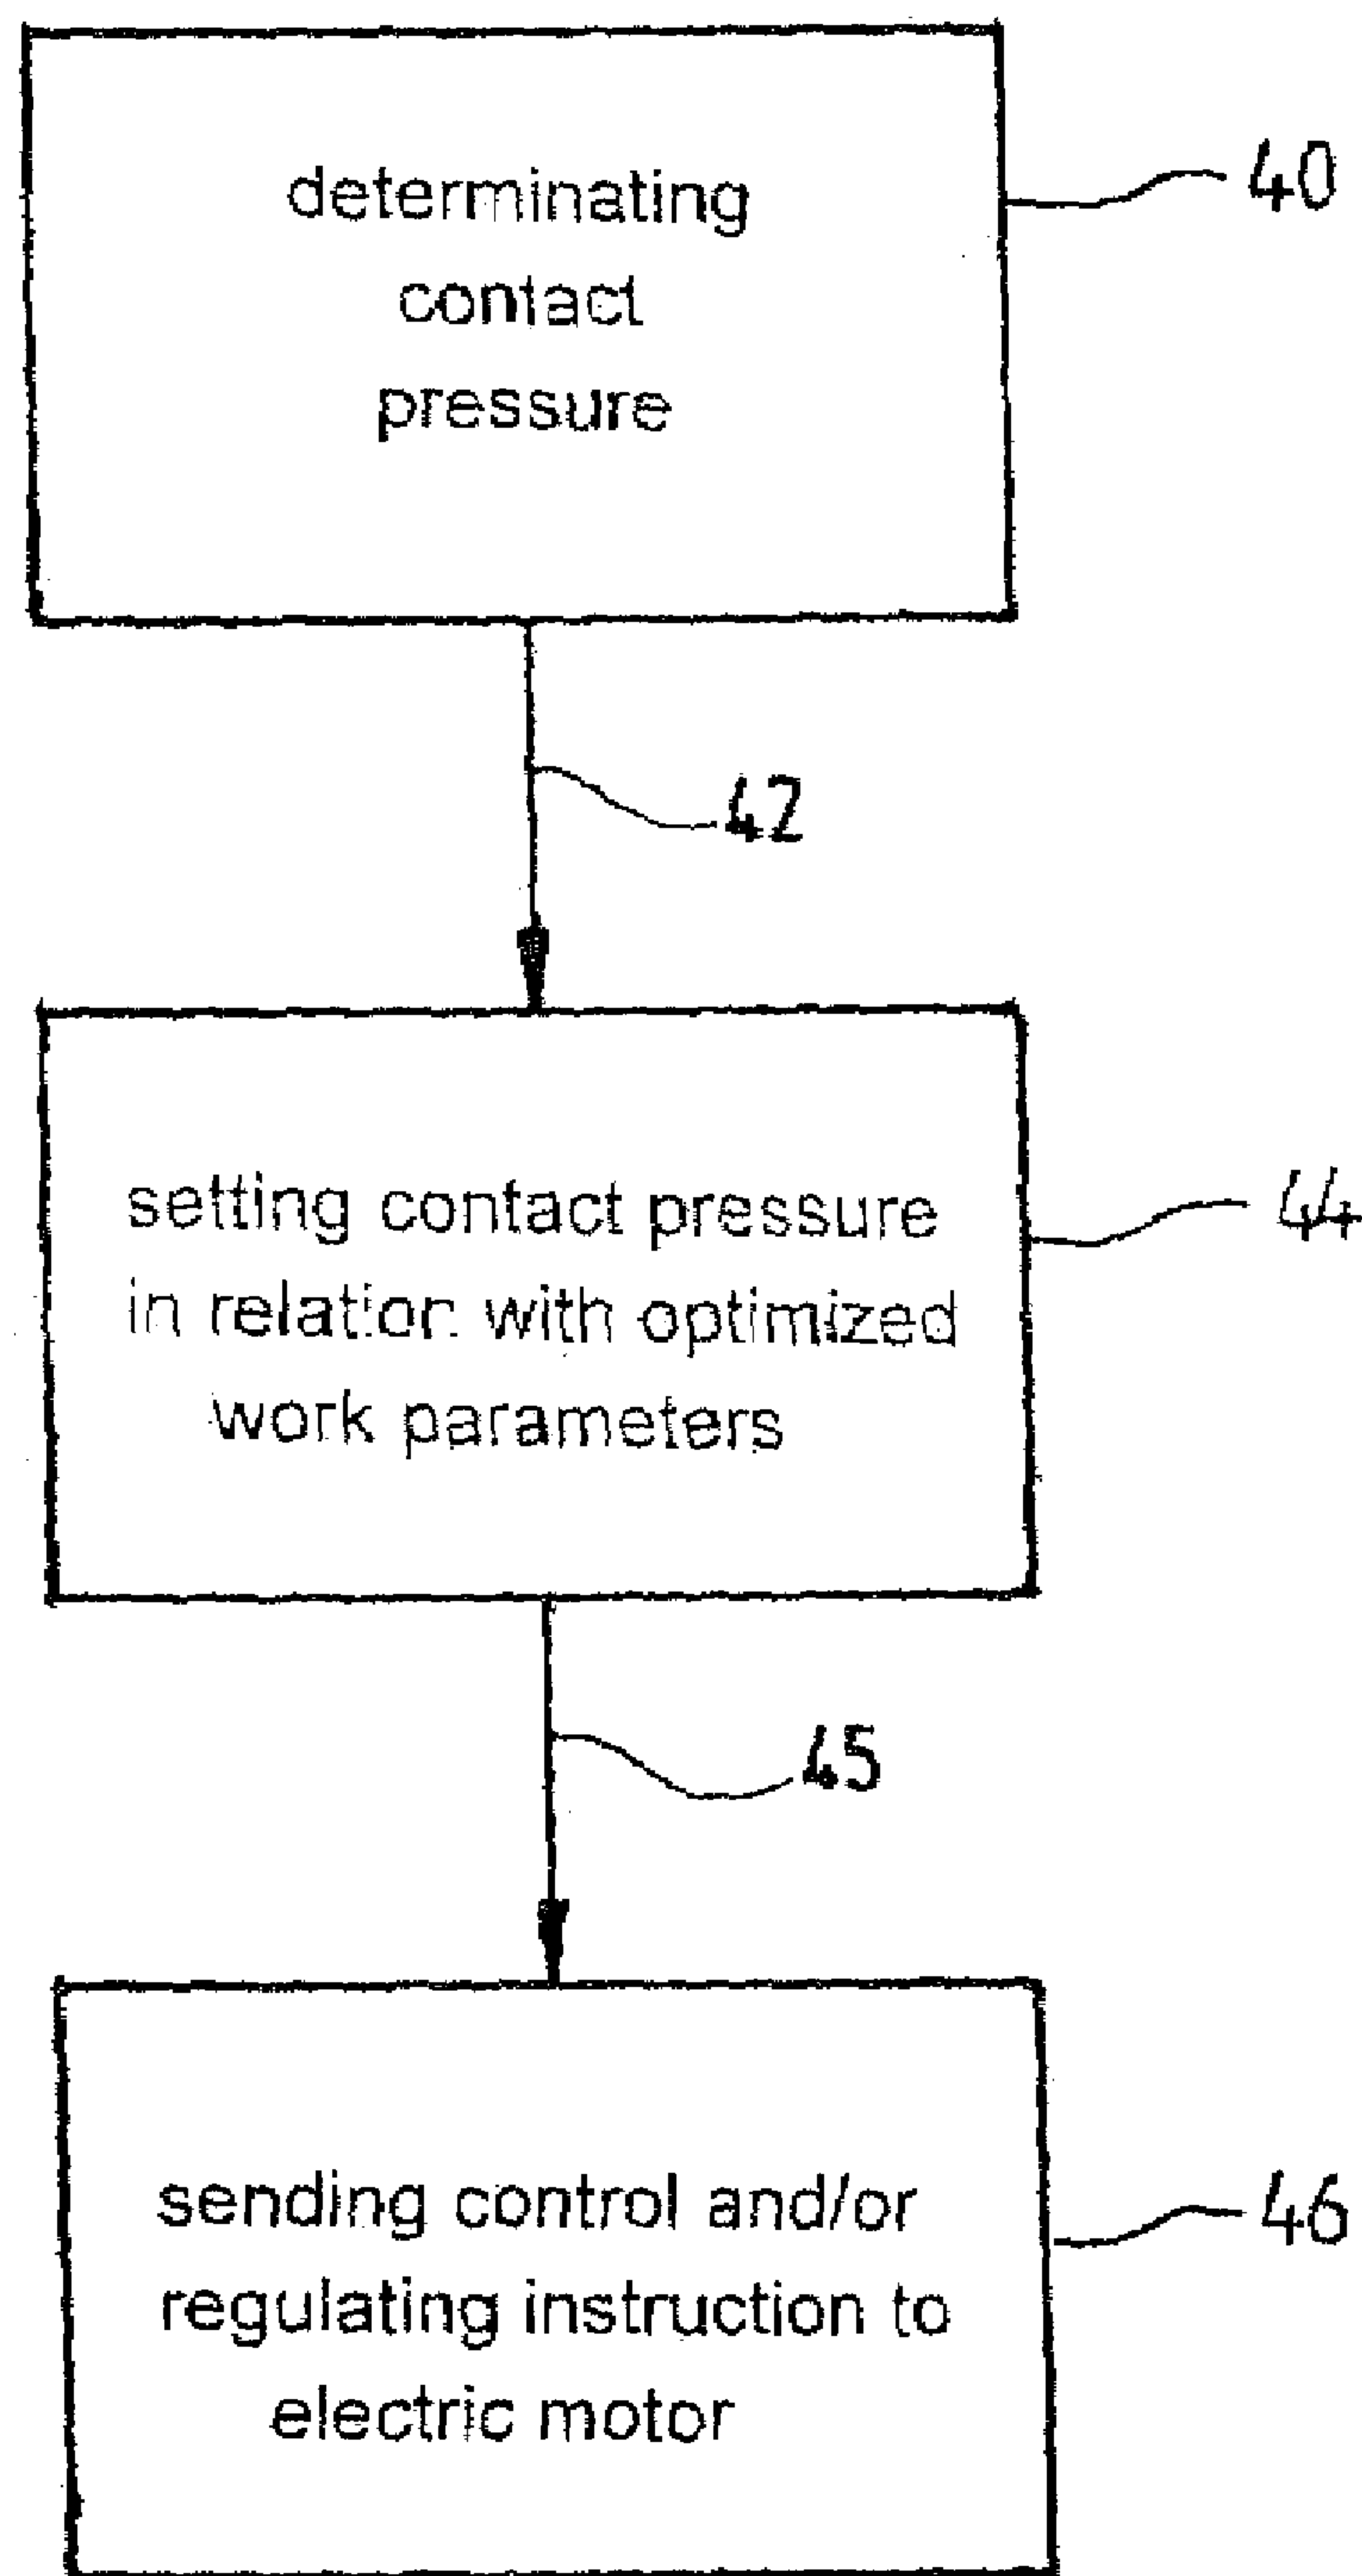 determinating
contact
pressure
40
42
setting contact pressure
in relation with optimized
work parameters
44
45
sending control and/or
regulating instruction to
electric motor
46